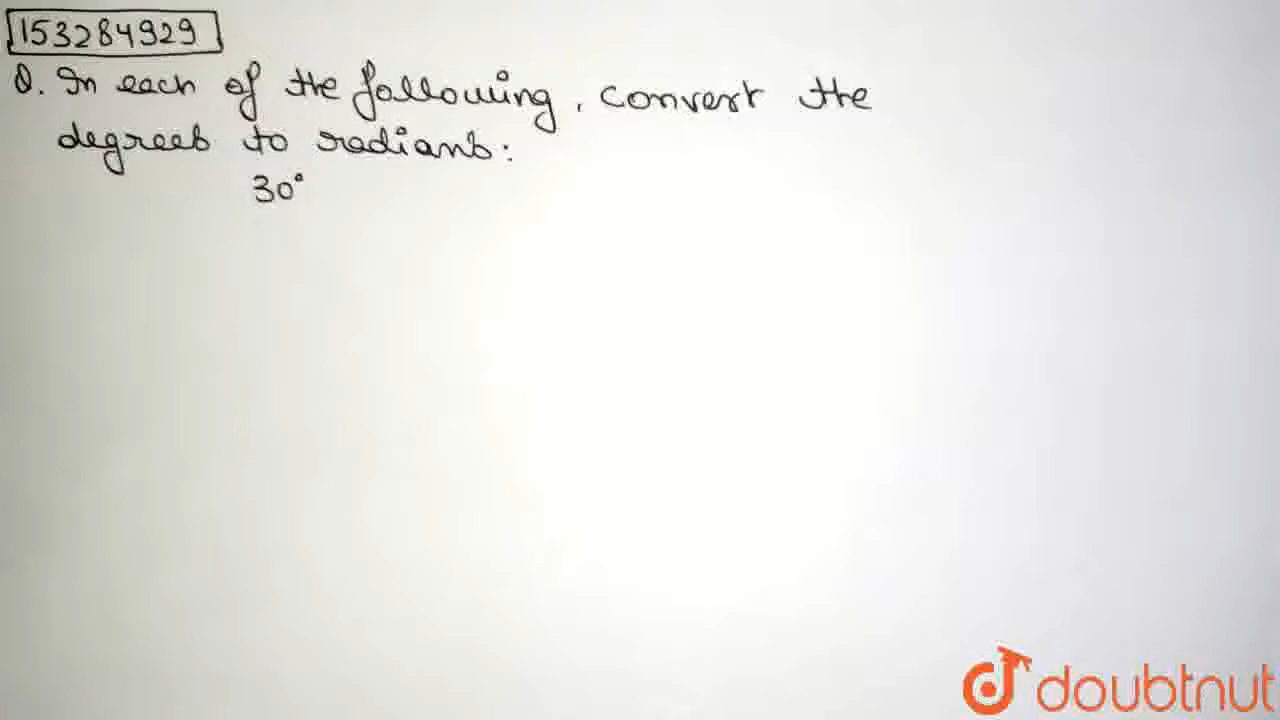 153284929
Q. In each of the following, convert the
degrees to radians:
30°
doubtnut